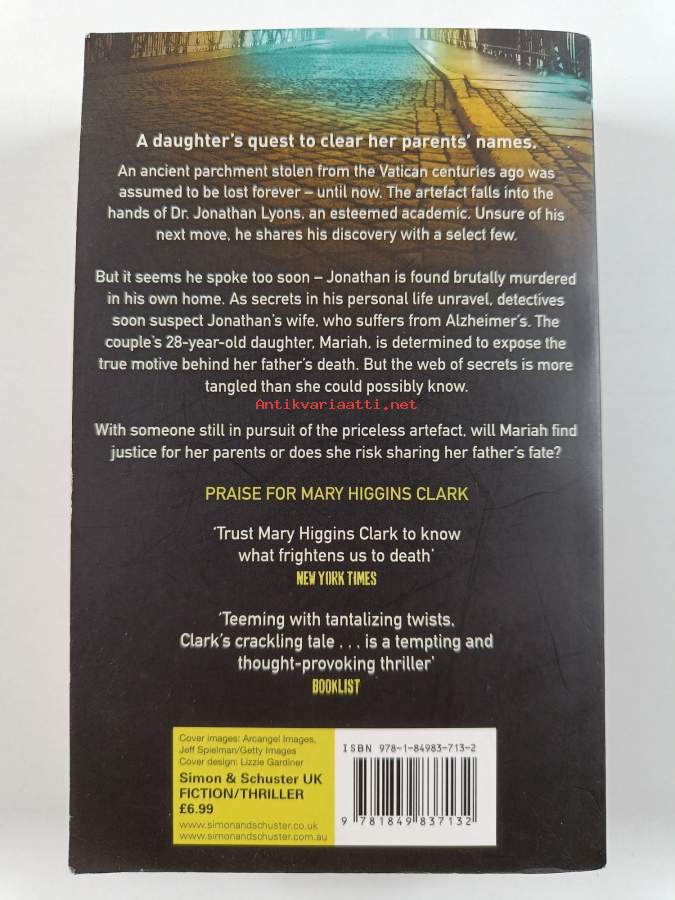 A daughter's quest to clear her parents' names.
An ancient parchment stolen from the Vatican centuries ago was
assumed to be lost forever – until now. The artefact falls into the
hands of Dr. Jonathan Lyons, an esteemed academic. Unsure of his
next move, he shares his discovery with a select few.
But it seems he spoke too soon – Jonathan is found brutally murdered
in his own home. As secrets in his personal life unravel, detectives
soon suspect Jonathan's wife, who suffers from Alzheimer's. The
couple's 28-year-old daughter, Mariah, is determined to expose the
true motive behind her father's death. But the web of secrets is more
tangled than she could possibly know.
Antikvariaatti.net
With someone still in pursuit of the priceless artefact, will Mariah find
justice for her parents or does she risk sharing her father's fate?
PRAISE FOR MARY HIGGINS CLARK
'Trust Mary Higgins Clark to know
what frightens us to death'
NEW YORK TIMES
'Teeming with tantalizing twists,
Clark's crackling tale . . . is a tempting and
thought-provoking thriller'
BOOKLIST
Cover images: Arcangel Images,
Jeff Spielman/Getty Images
Cover design: Lizzie Gardiner
Simon & Schuster UK
FICTION/THRILLER
£6.99
www.simonandschuster.co.uk
www.simonandschuster.com.au
ISBN 978-1-84983-713-2
9 781849 837132